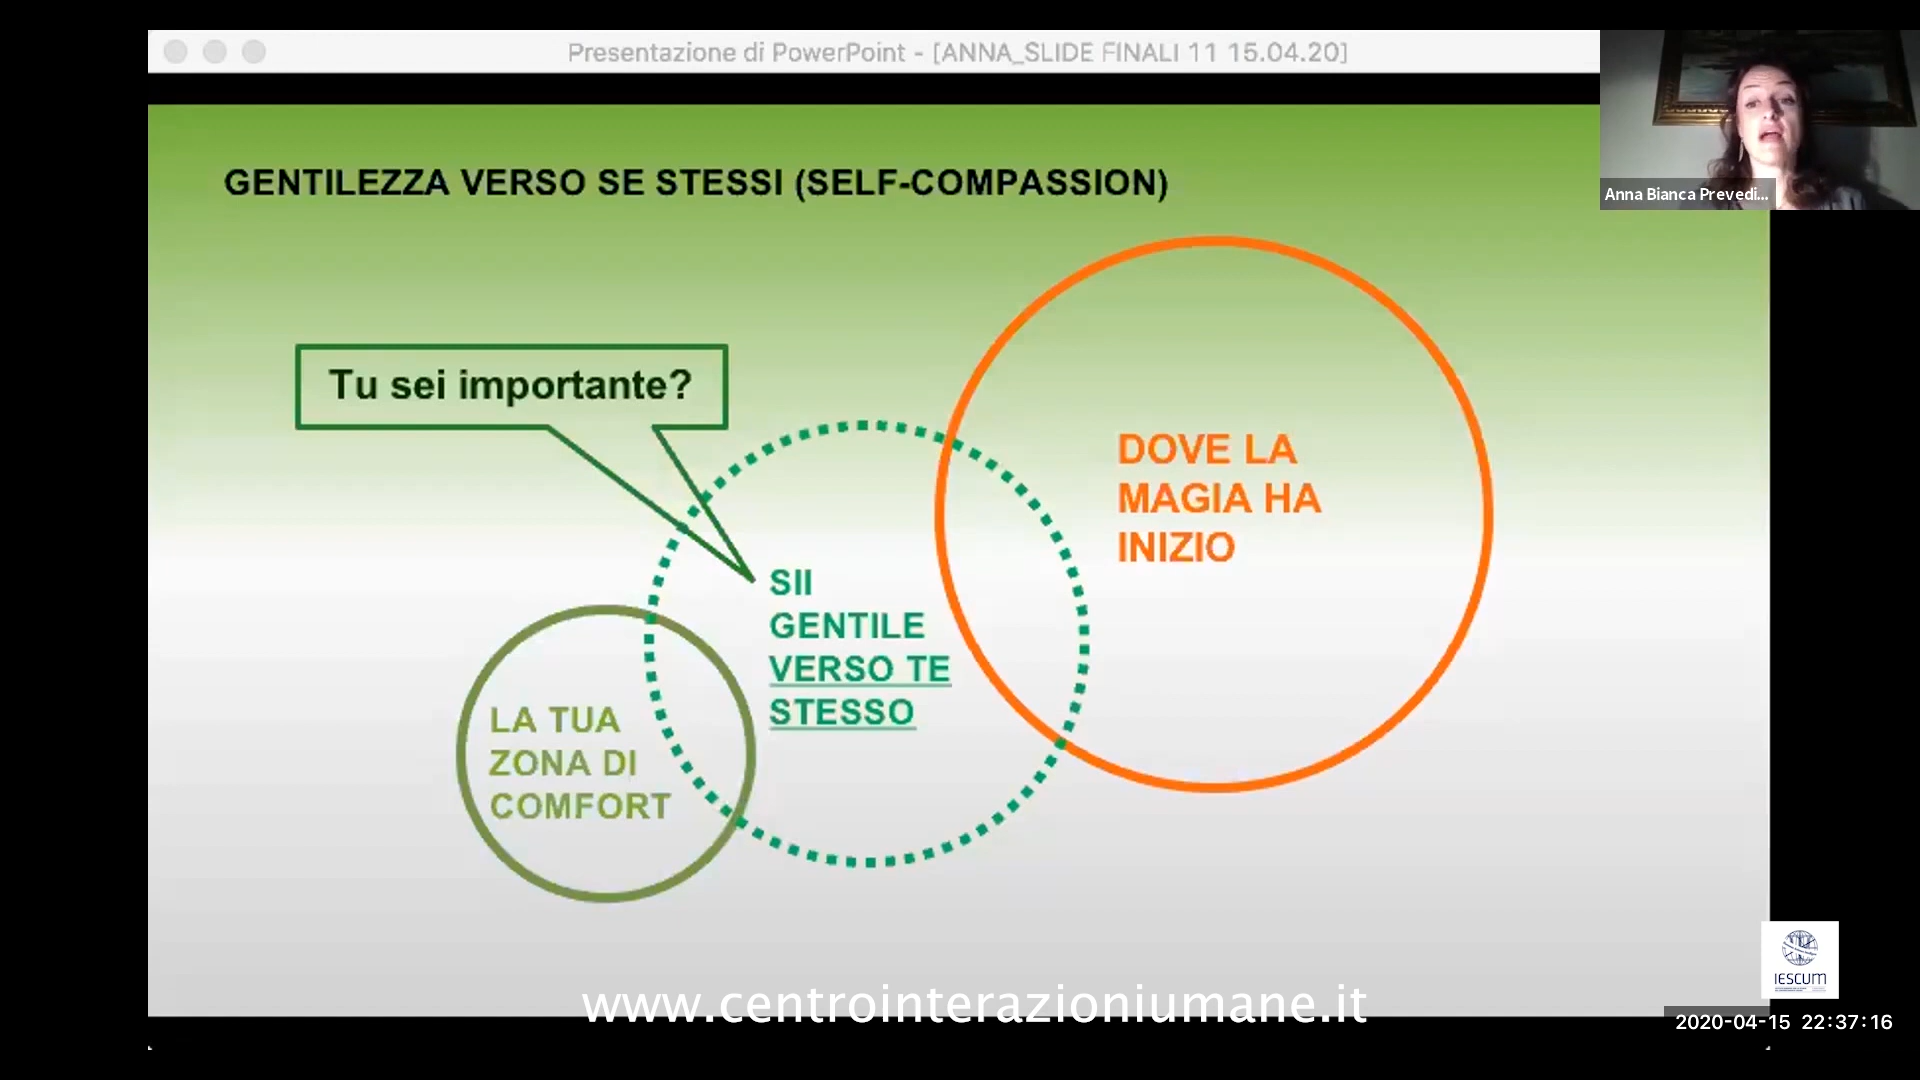 Presentazione di PowerPoint - [ANNA_SLIDE FINALI 11 15.04.20]
Anna Bianca Prevedi...
GENTILEZZA VERSO SE STESSI (SELF-COMPASSION)
Tu sei importante?
DOVE LA
MAGIA HA
INIZIO
SII
GENTILE
VERSO TE
STESSO
LA TUA
ZONA DI
COMFORT
IESCUM
www.centrointerazioniumane.it
2020-04-15 22:37:16